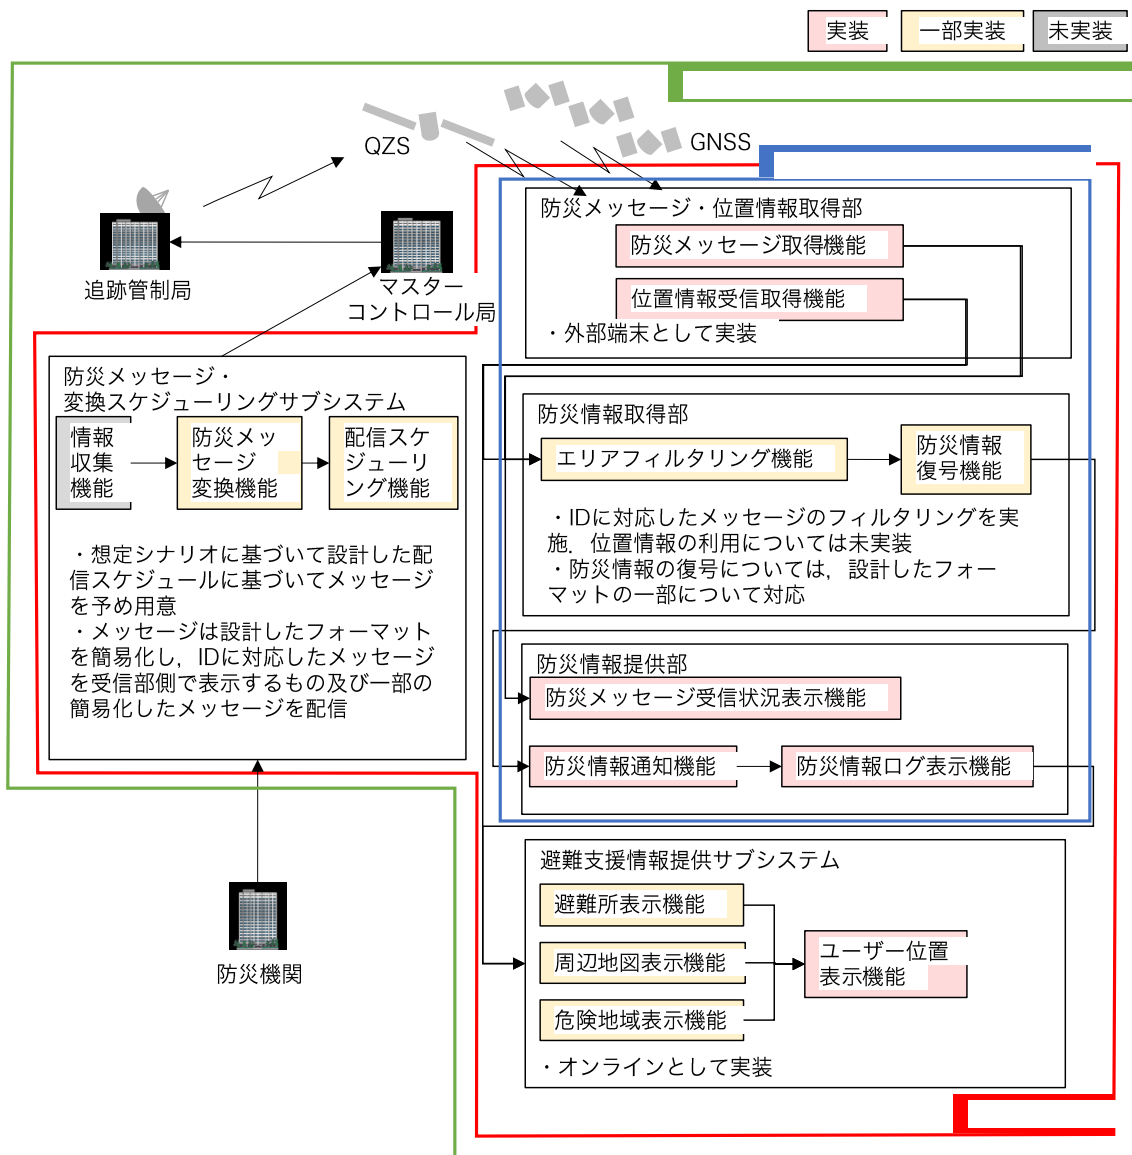 実装
一部実装
未実装
QZS
GNSS
追跡管制局
マスター
コントロール局
防災メッセージ・位置情報取得部
防災メッセージ取得機能
位置情報受信取得機能
・外部端末として実装
防災メッセージ・
変換スケジューリングサブシステム
情報
収集
機能
防災メッ
セージ
変換機能
配信スケ
ジューリ
ング機能
・想定シナリオに基づいて設計した配
信スケジュールに基づいてメッセージ
を予め用意
・メッセージは設計したフォーマット
を簡易化し，IDに対応したメッセージ
を受信部側で表示するもの及び一部の
簡易化したメッセージを配信
防災情報取得部
エリアフィルタリング機能
防災情報
復号機能
・IDに対応したメッセージのフィルタリングを実
施．位置情報の利用については未実装
・防災情報の復号については，設計したフォー
マットの一部について対応
防災情報提供部
防災メッセージ受信状況表示機能
防災情報通知機能
防災情報ログ表示機能
防災機関
避難支援情報提供サブシステム
避難所表示機能
周辺地図表示機能
危険地域表示機能
ユーザー位置
表示機能
・オンラインとして実装